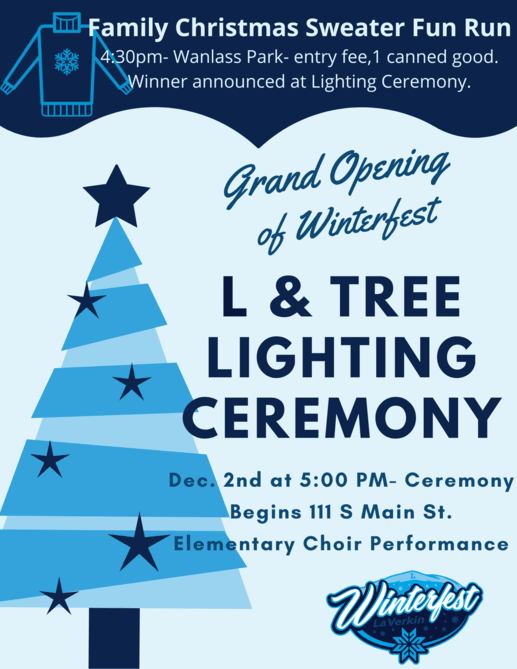 Family Christmas Sweater Fun Run
4:30pm- Wanlass Park- entry fee,1 canned good.
Winner announced at Lighting Ceremony.
Grand Opening
of Winterfest
L & TREE
LIGHTING
CEREMONY
Dec. 2nd at 5:00 PM- Ceremony
Begins 111 S Main St.
Elementary Choir Performance
L
Winterfest
LaVerkin